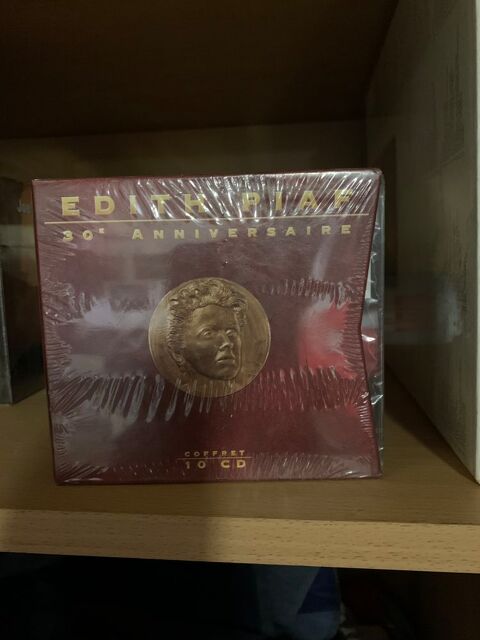 EDITH PIAF
30E ANNIVERSAIRE
COFFRET
10 CD